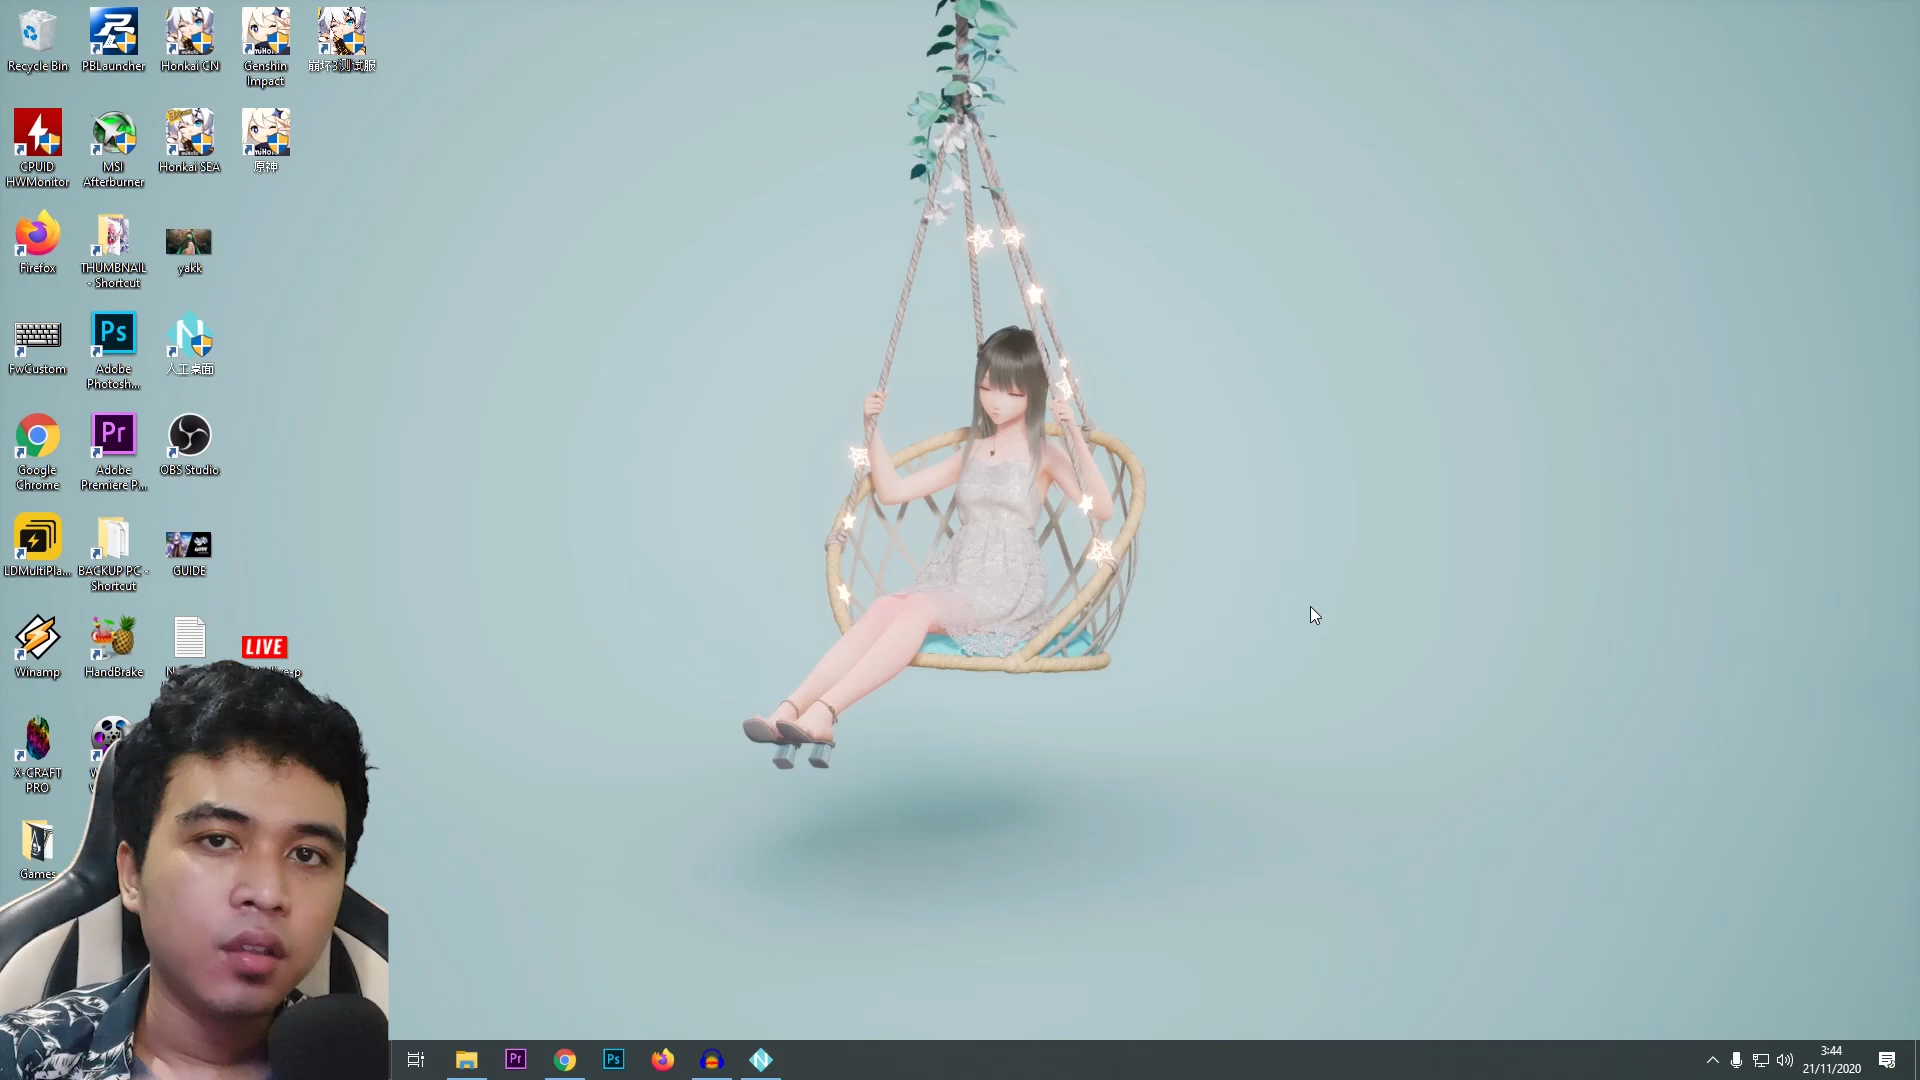 Recycle Bin
PBLauncher
Honkai CN
Genshin
Impact
崩坏3测试服
CPUID
HWMonitor
MSI
Afterburner
Honkai SEA
原神
Firefox
THUMBNAIL
- Shortcut
yakk
FwCustom
Ps
Adobe
Photosh...
N
人工桌面
Google
Chrome
Pr
Adobe
Premiere P...
OBS Studio
LDMultiPla...
BACKUP PC -
Shortcut
GUIDE
Winamp
HandBrake
LIVE
X-CRAFT
PRO
Games
Pr
Ps
N
3:44
21/11/2020